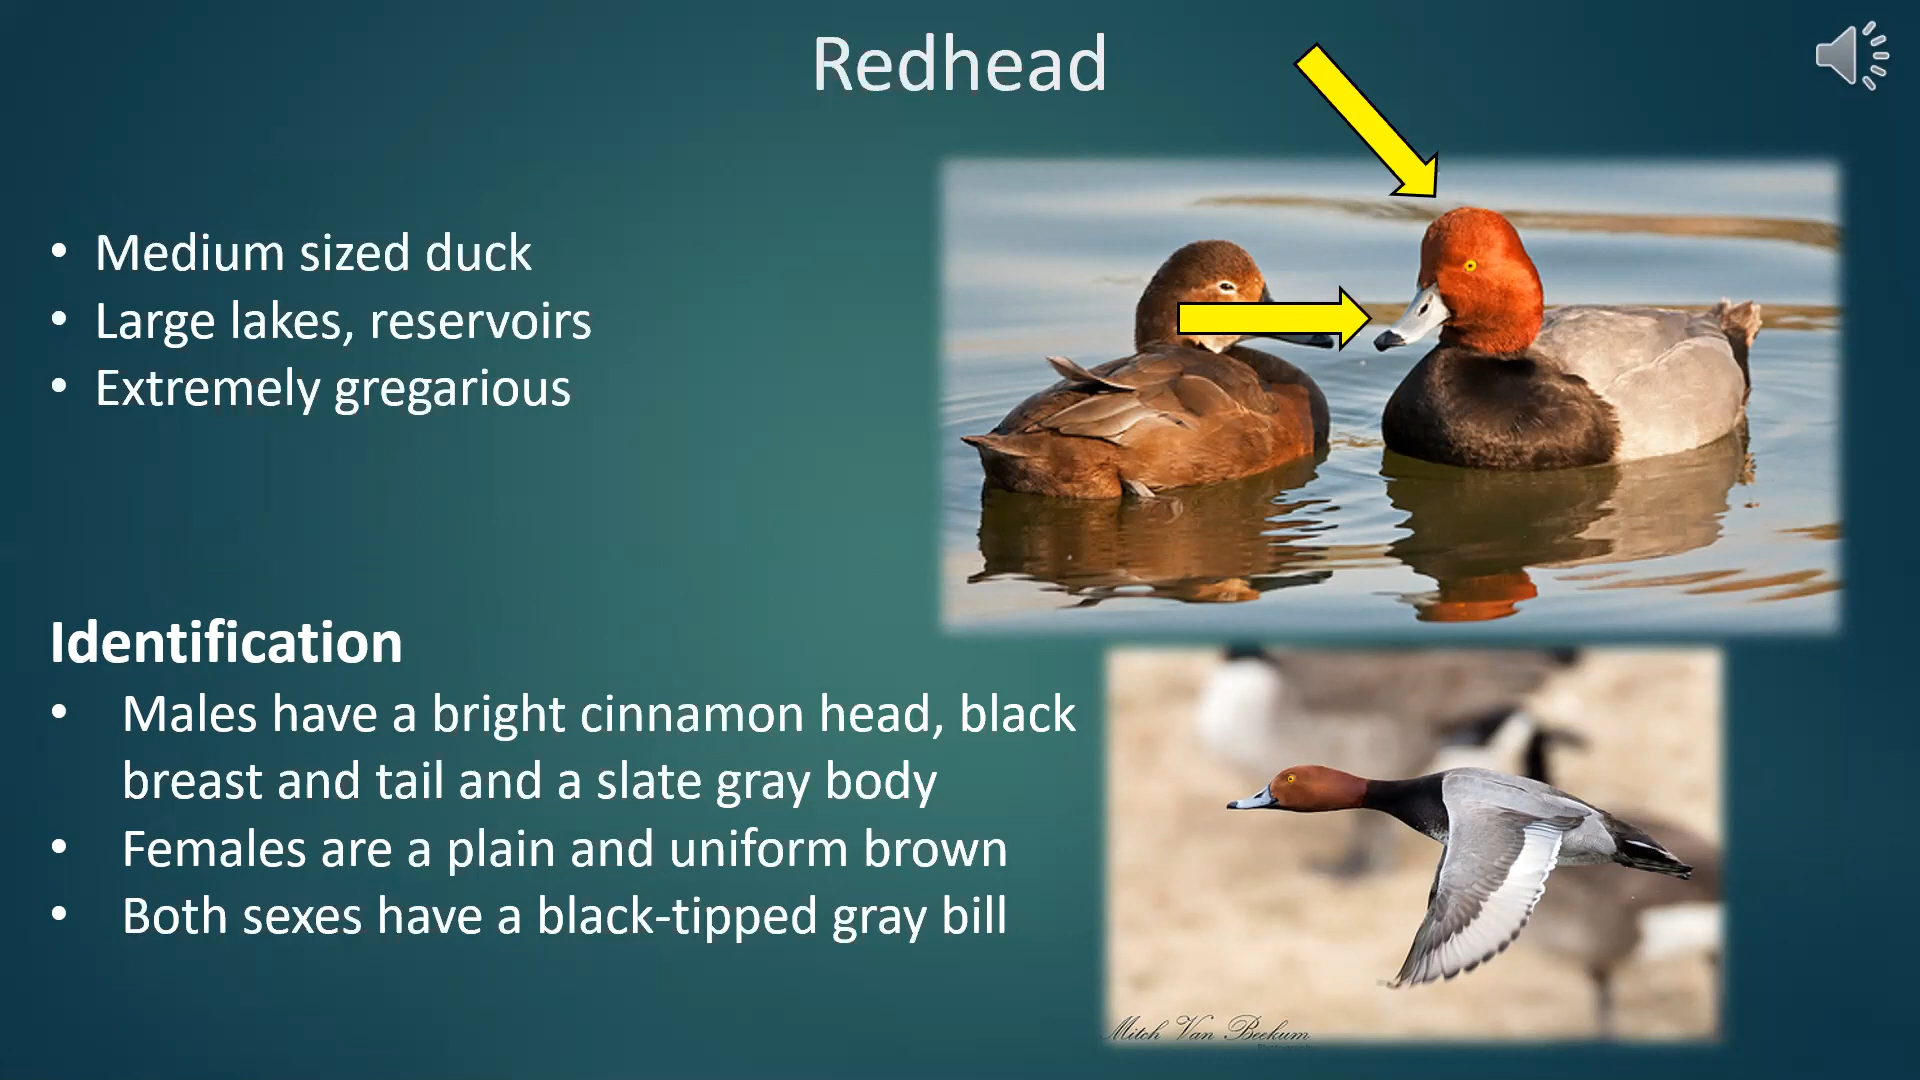 Redhead
• Medium sized duck
• Large lakes, reservoirs
• Extremely gregarious
Identification
• Males have a bright cinnamon head, black
breast and tail and a slate gray body
• Females are a plain and uniform brown
• Both sexes have a black-tipped gray bill
Mitch Van Beekum
Photography